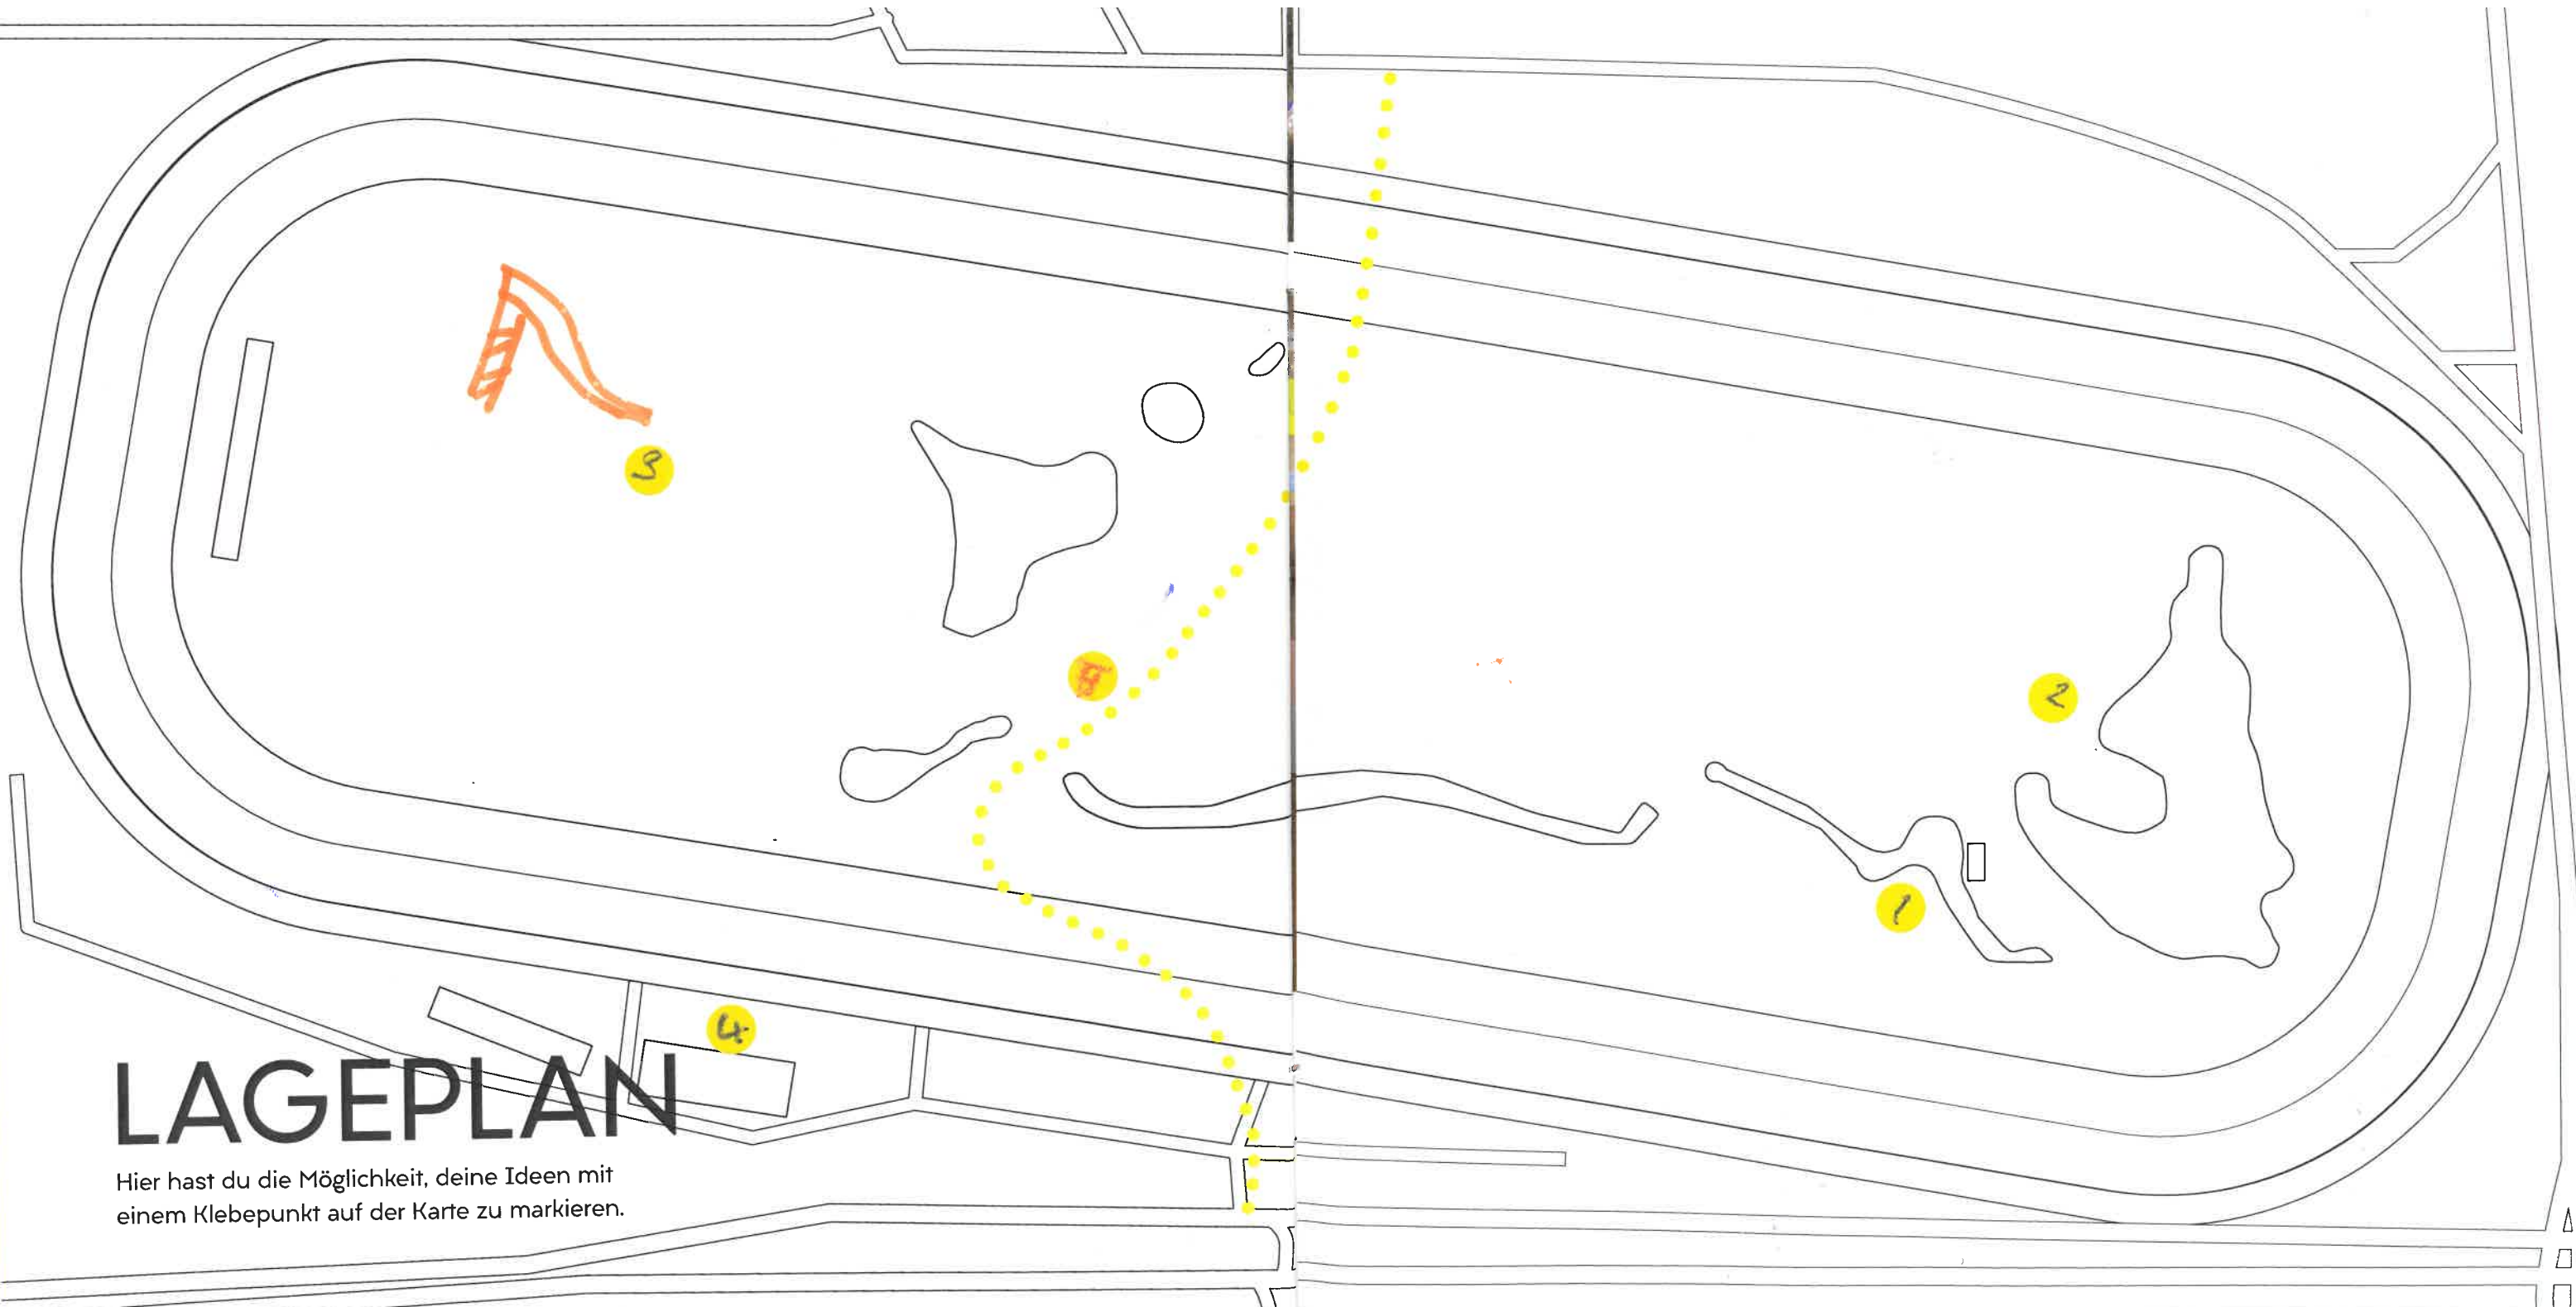 3
2
1
4
LAGEPLAN
Hier hast du die Möglichkeit, deine Ideen mit
einem Klebepunkt auf der Karte zu markieren.